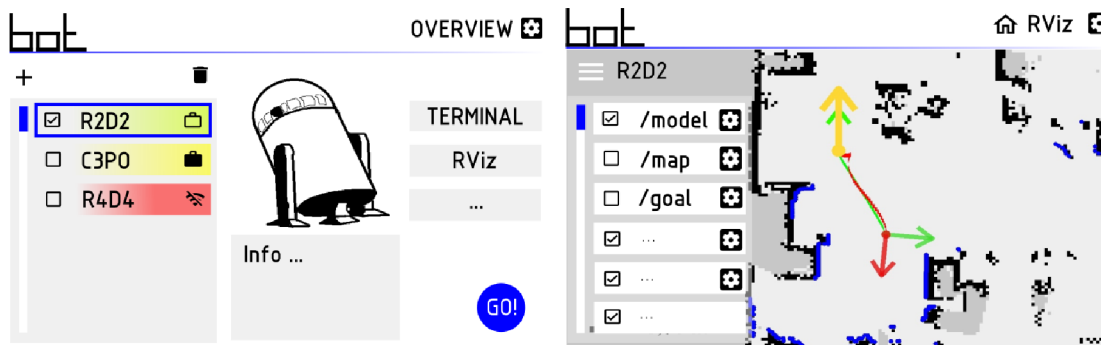 bot
OVERVIEW
R2D2
C3PO
R4D4
TERMINAL
RViz
...
Info ...
GO!
bot
RViz
R2D2
/model
/map
/goal
...
...
...